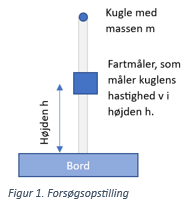 Kugle med
massen m
Fartmåler, som
måler kuglens
hastighed v i
højden h.
Højden h
Bord
Figur 1. Forsøgsopstilling